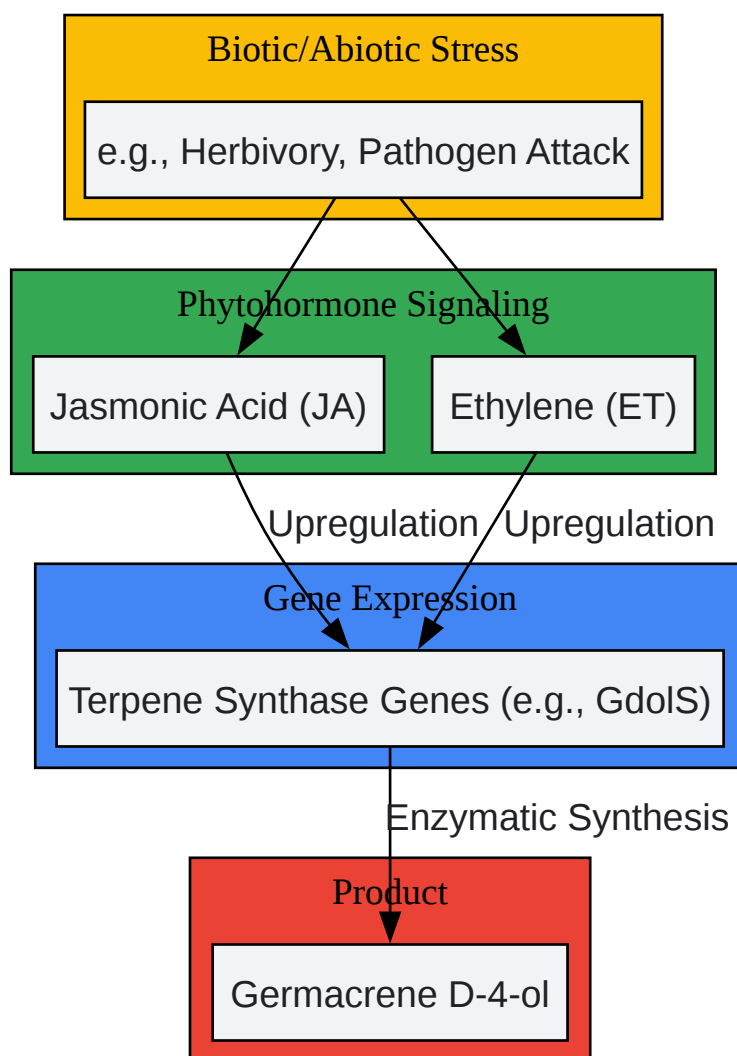 Biotic/Abiotic Stress
e.g., Herbivory, Pathogen Attack
Phytohormone Signaling
Jasmonic Acid (JA)
Ethylene (ET)
Upregulation
Upregulation
Gene Expression
Terpene Synthase Genes (e.g., GdolS)
Enzymatic Synthesis
Product
Germacrene D-4-ol